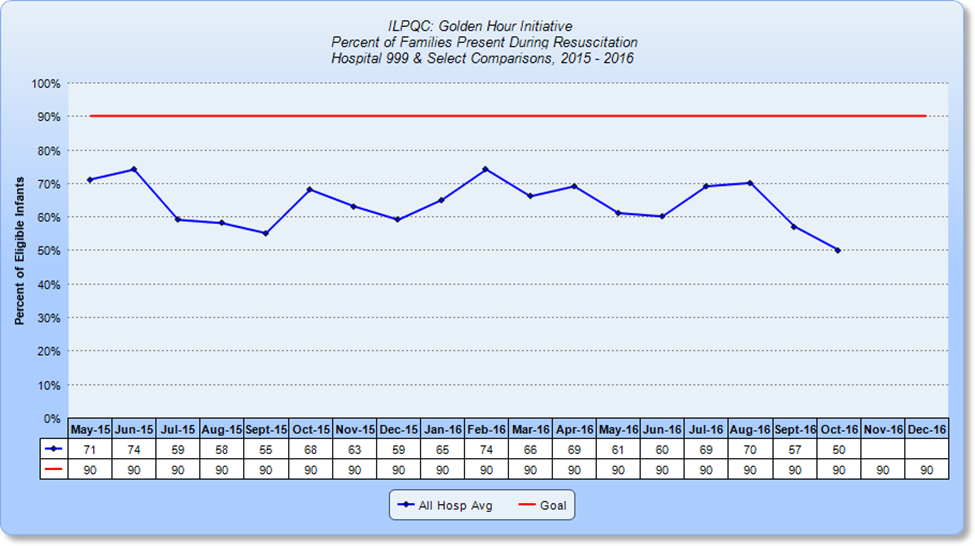 ILPQC: Golden Hour Initiative
Percent of Families Present During Resuscitation
Hospital 999 & Select Comparisons, 2015 - 2016
Percent of Eligible Infants
100%
90%
80%
70%
60%
50%
40%
30%
20%
10%
0%
May-15 Jun-15 Jul-15 Aug-15 Sept-15 Oct-15 Nov-15 Dec-15 Jan-16 Feb-16 Mar-16 Apr-16 May-16 Jun-16 Jul-16 Aug-16 Sept-16 Oct-16 Nov-16 Dec-16
71 74 59 58 55 68 63 59 65 74 66 69 61 60 69 70 57 50
90 90 90 90 90 90 90 90 90 90 90 90 90 90 90 90 90 90 90 90
All Hosp Avg Goal